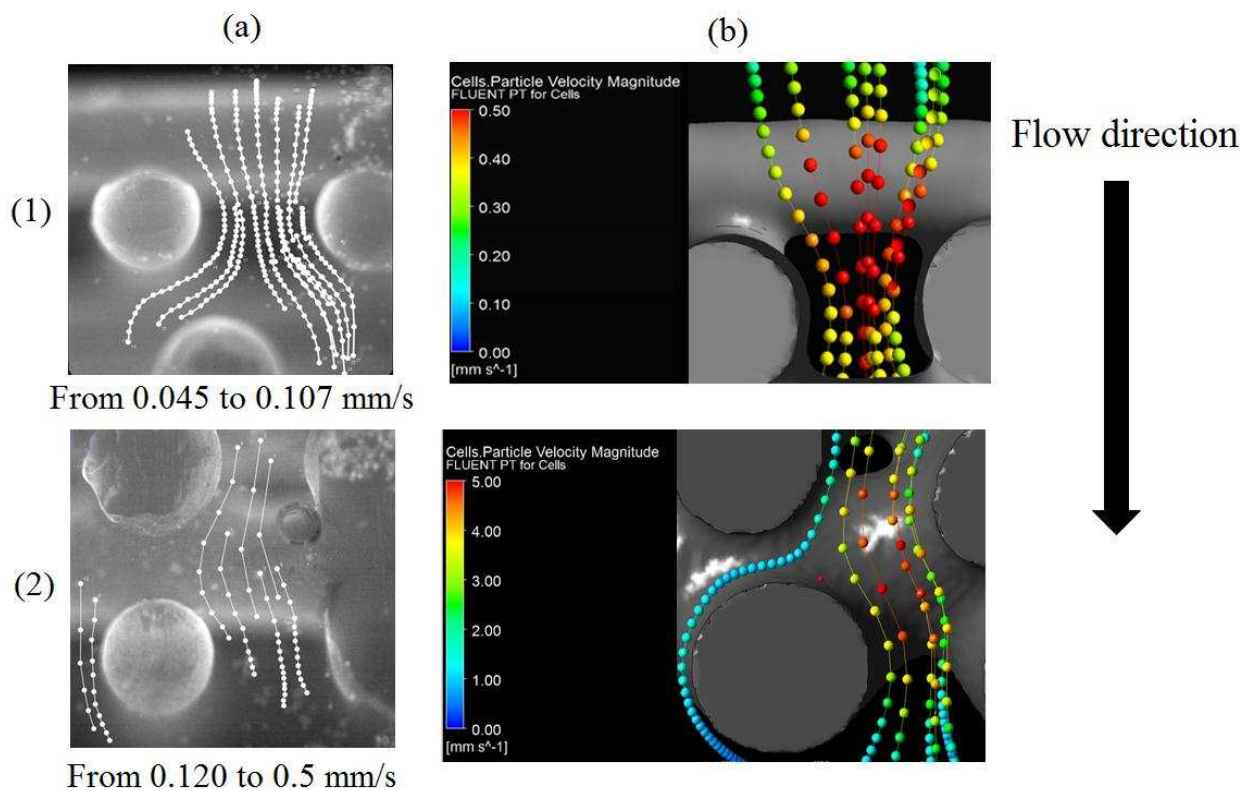 (a)
(b)
Cells.Particle Velocity Magnitude
FLUENT PT for Cells
0.50
0.40
0.30
0.20
0.10
0.00
[mm s^-1]
Flow direction
(1)
From 0.045 to 0.107 mm/s
Cells.Particle Velocity Magnitude
FLUENT PT for Cells
5.00
4.00
3.00
2.00
1.00
0.00
[mm s^-1]
(2)
From 0.120 to 0.5 mm/s